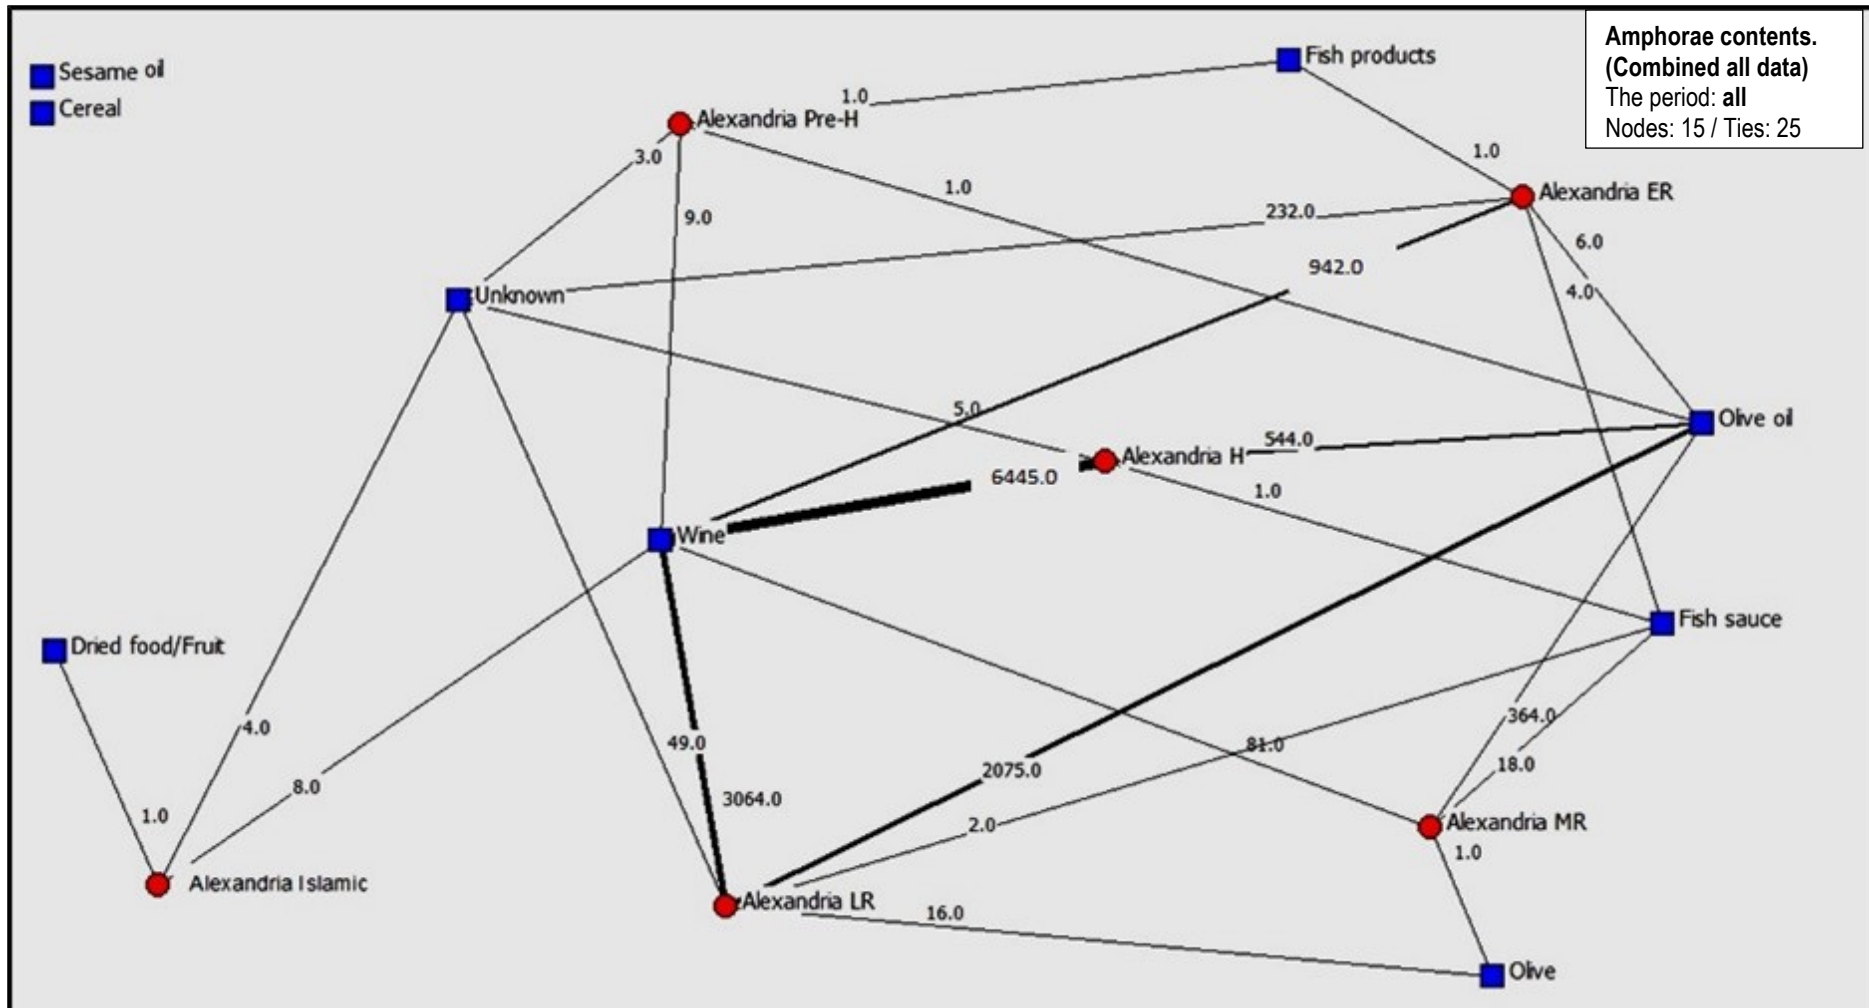 Amphorae contents.
(Combined all data)
The period: all
Nodes: 15 / Ties: 25
Sesame oil
Cereal
Fish products
1.0
Alexandria Pre-H
3.0
1.0
1.0
Alexandria ER
9.0
232.0
6.0
942.0
4.0
Unknown
5.0
Olive oil
544.0
Alexandria H
6445.0
1.0
Wine
Fish sauce
Dried food/Fruit
364.0
4.0
49.0
81.0
18.0
2075.0
8.0
3064.0
1.0
2.0
Alexandria MR
1.0
Alexandria Islamic
Alexandria LR
16.0
Olive